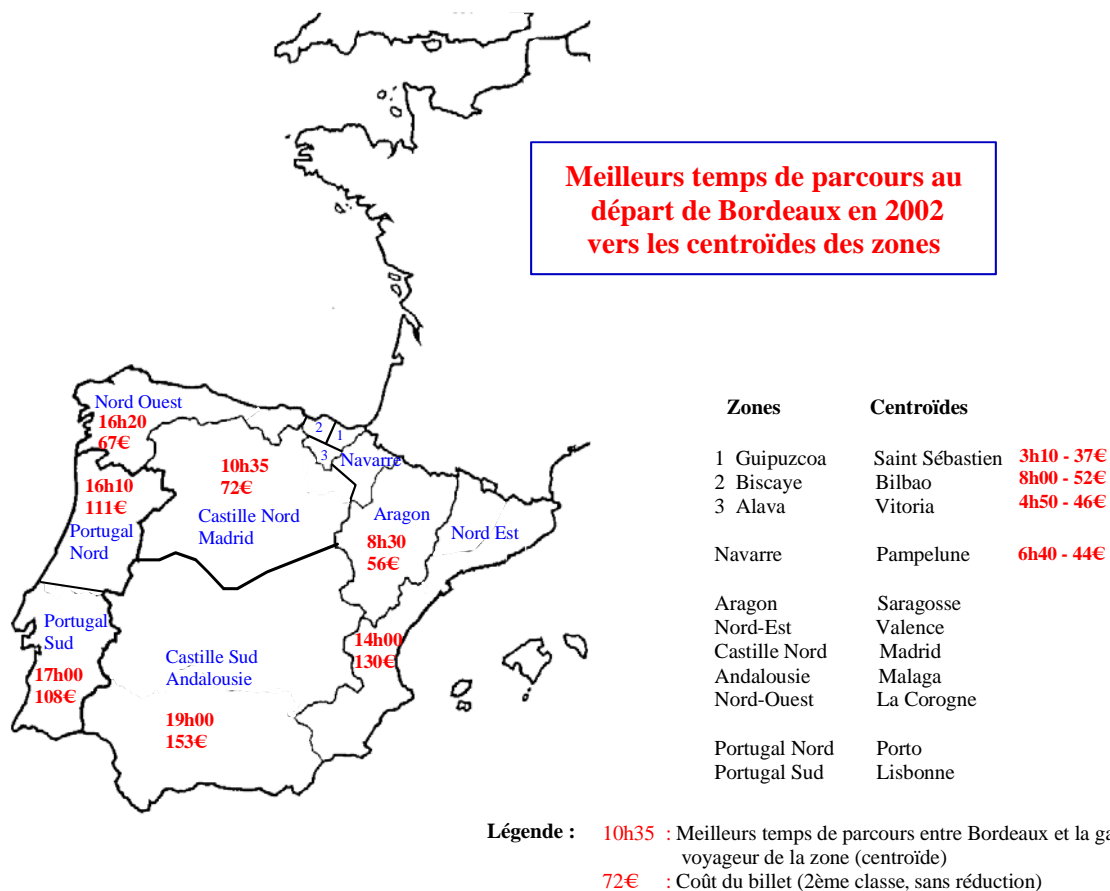 Meilleurs temps de parcours au
départ de Bordeaux en 2002
vers les centroïdes des zones
Nord Ouest
16h20
67€
2
1
3
Navarre
10h35
72€
Castille Nord
Madrid
16h10
111€
Portugal
Nord
Aragon
8h30
56€
Nord Est
Portugal
Sud
17h00
108€
Castille Sud
Andalousie
14h00
130€
19h00
153€
Zones Centroïdes
1 Guipuzcoa Saint Sébastien 3h10 - 37€
2 Biscaye Bilbao 8h00 - 52€
3 Alava Vitoria 4h50 - 46€
Navarre Pampelune 6h40 - 44€
Aragon Saragosse
Nord-Est Valence
Castille Nord Madrid
Andalousie Malaga
Nord-Ouest La Corogne
Portugal Nord Porto
Portugal Sud Lisbonne
Légende : 10h35 : Meilleurs temps de parcours entre Bordeaux et la
voyageur de la zone (centroïde)
72€ : Coût du billet (2ème classe, sans réduction)